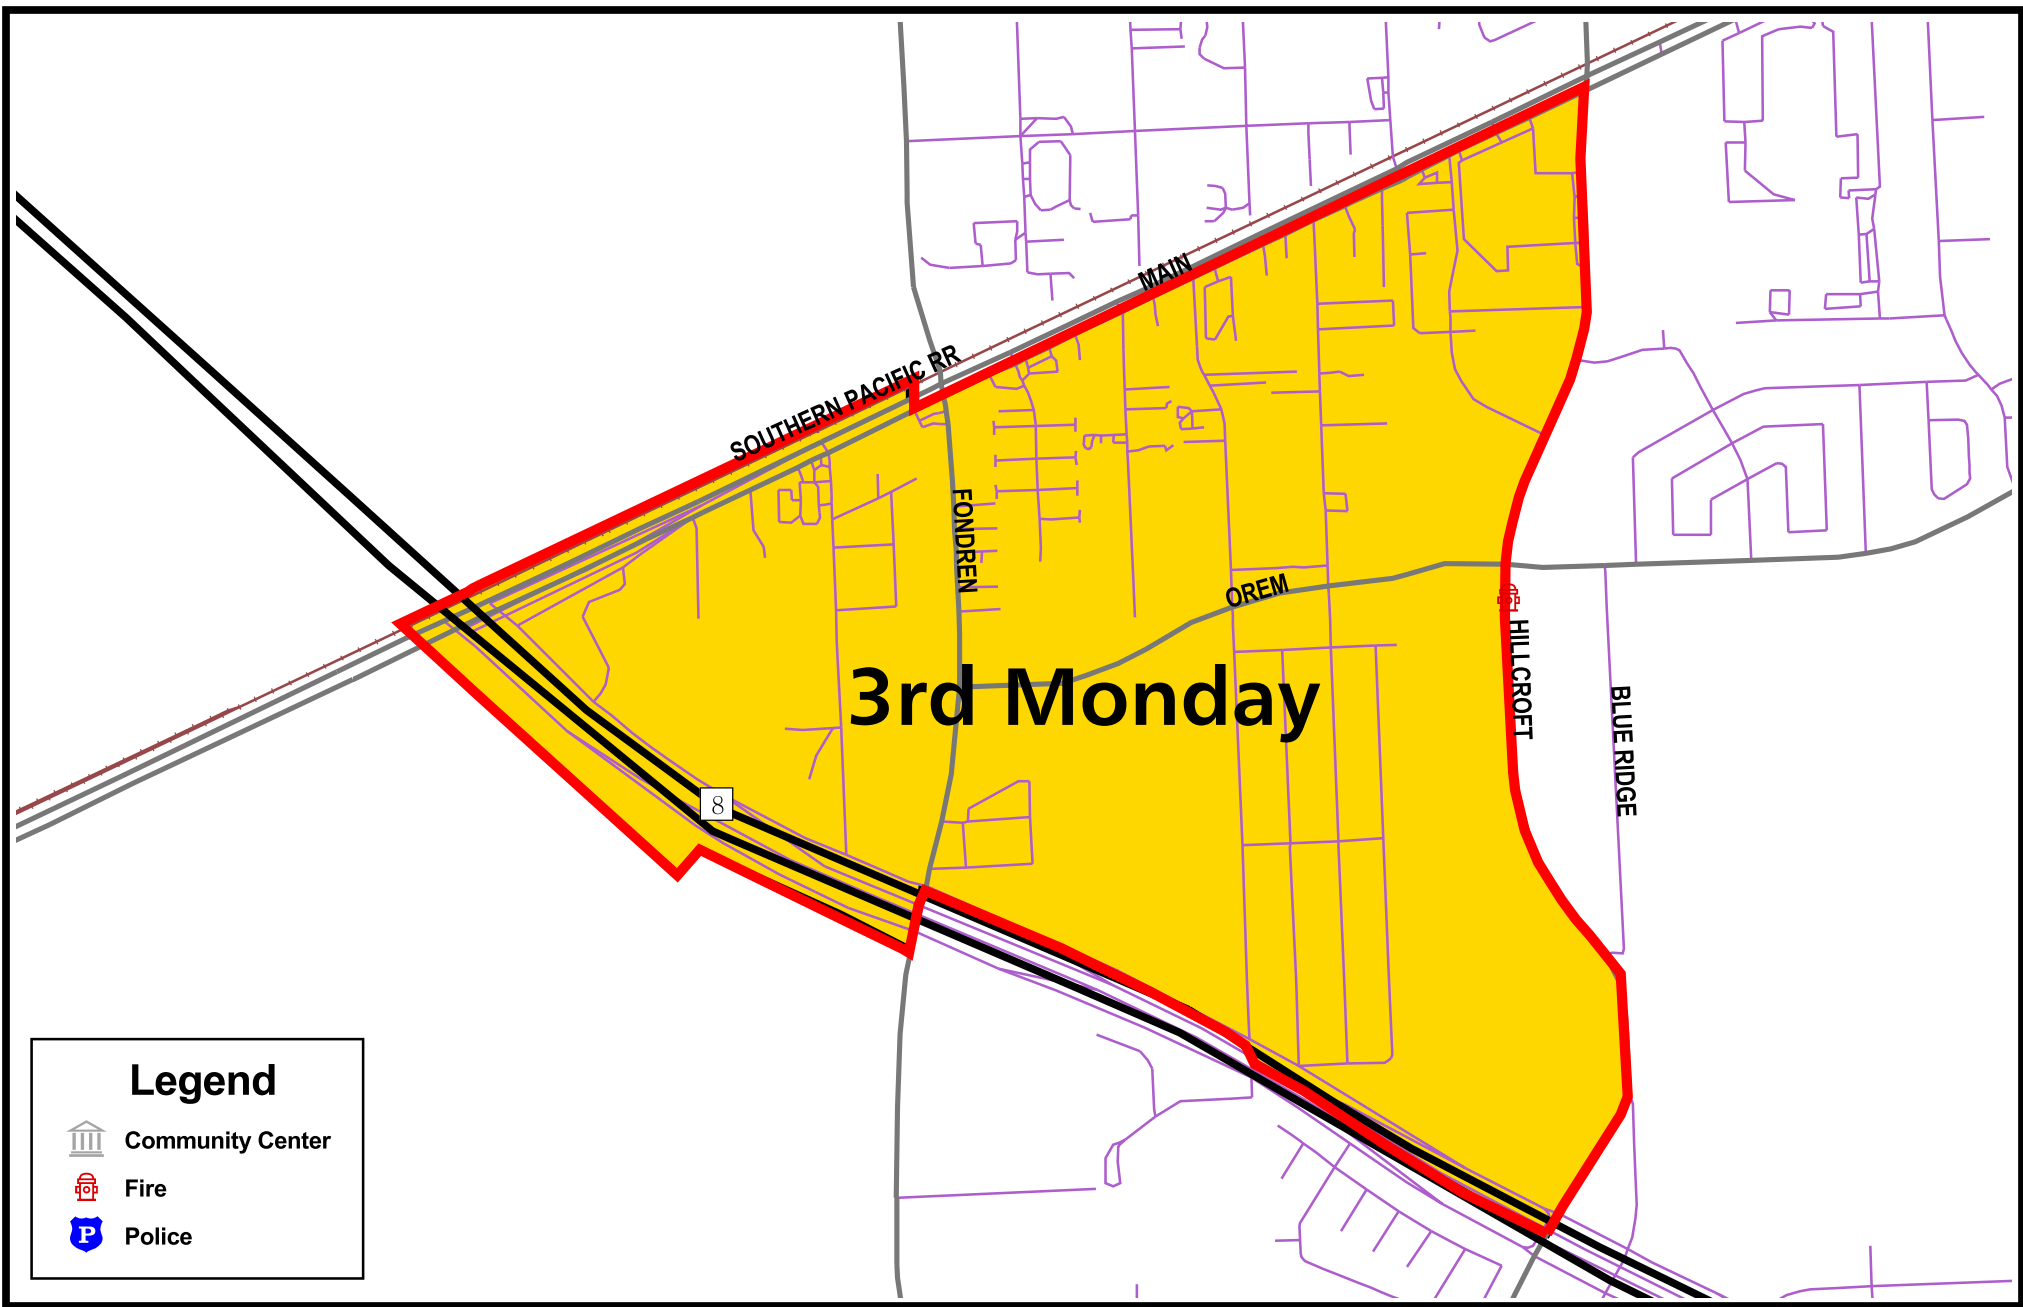 MAIN
SOUTHERN PACIFIC RR
FONDREN
OREM
HILLCROFT
BLUE RIDGE
3rd Monday
8
Legend
Community Center
Fire
P
Police